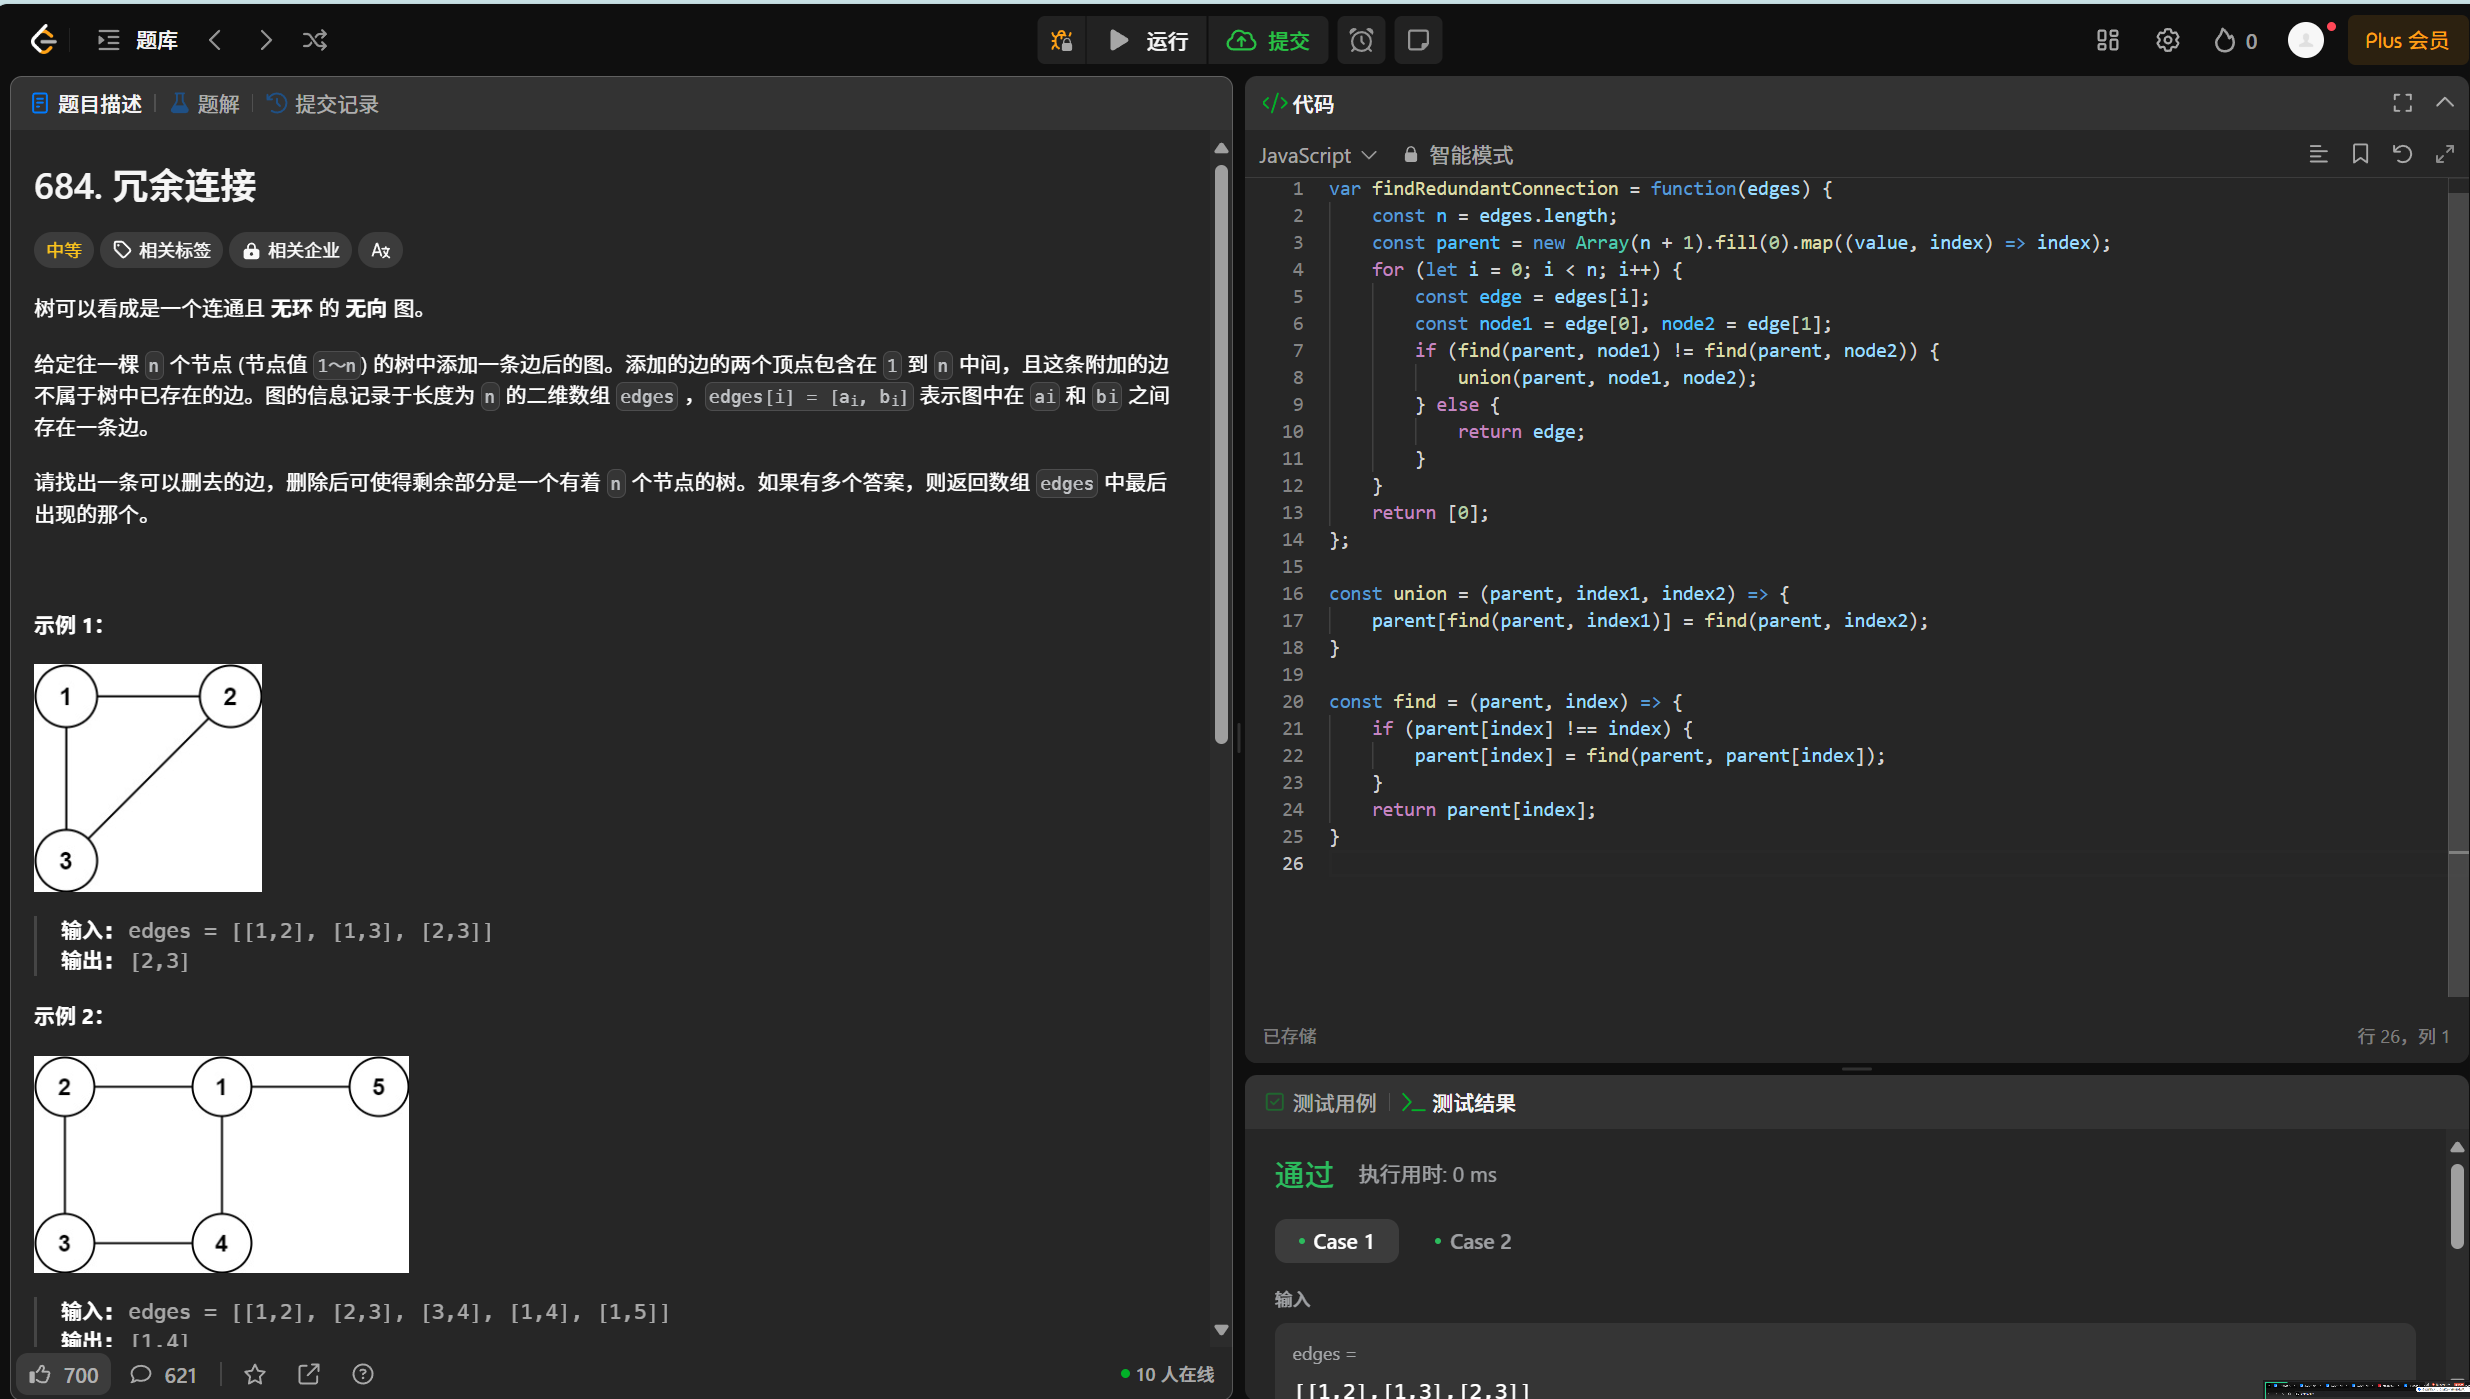 题库
运行
提交
0
Plus 会员
题目描述
题解
提交记录
684. 冗余连接
中等
相关标签
相关企业
树可以看成是一个连通且 无环 的 无向 图。
给定往一棵 n 个节点 (节点值 1~n) 的树中添加一条边后的图。添加的边的两个顶点包含在 1 到 n 中间，且这条附加的边
不属于树中已存在的边。图的信息记录于长度为 n 的二维数组 edges ，edges[i] = [ai, bi] 表示图中在 ai 和 bi 之间
存在一条边。
请找出一条可以删去的边，删除后可使得剩余部分是一个有着 n 个节点的树。如果有多个答案，则返回数组 edges 中最后
出现的那个。
示例 1：
1
2
3
输入： edges = [[1,2], [1,3], [2,3]]
输出： [2,3]
示例 2：
2
1
5
3
4
输入： edges = [[1,2], [2,3], [3,4], [1,4], [1,5]]
输出： [1,4]
700
621
10 人在线
</> 代码
JavaScript
智能模式
1 var findRedundantConnection = function(edges) {
2     const n = edges.length;
3     const parent = new Array(n + 1).fill(0).map((value, index) => index);
4     for (let i = 0; i < n; i++) {
5         const edge = edges[i];
6         const node1 = edge[0], node2 = edge[1];
7         if (find(parent, node1) != find(parent, node2)) {
8             union(parent, node1, node2);
9         } else {
10             return edge;
11         }
12     }
13     return [0];
14 };
15
16 const union = (parent, index1, index2) => {
17     parent[find(parent, index1)] = find(parent, index2);
18 }
19
20 const find = (parent, index) => {
21     if (parent[index] !== index) {
22         parent[index] = find(parent, parent[index]);
23     }
24     return parent[index];
25 }
26
已存储
行 26，列 1
测试用例
测试结果
通过
执行用时: 0 ms
Case 1
Case 2
输入
edges =
[[1,2],[1,3],[2,3]]